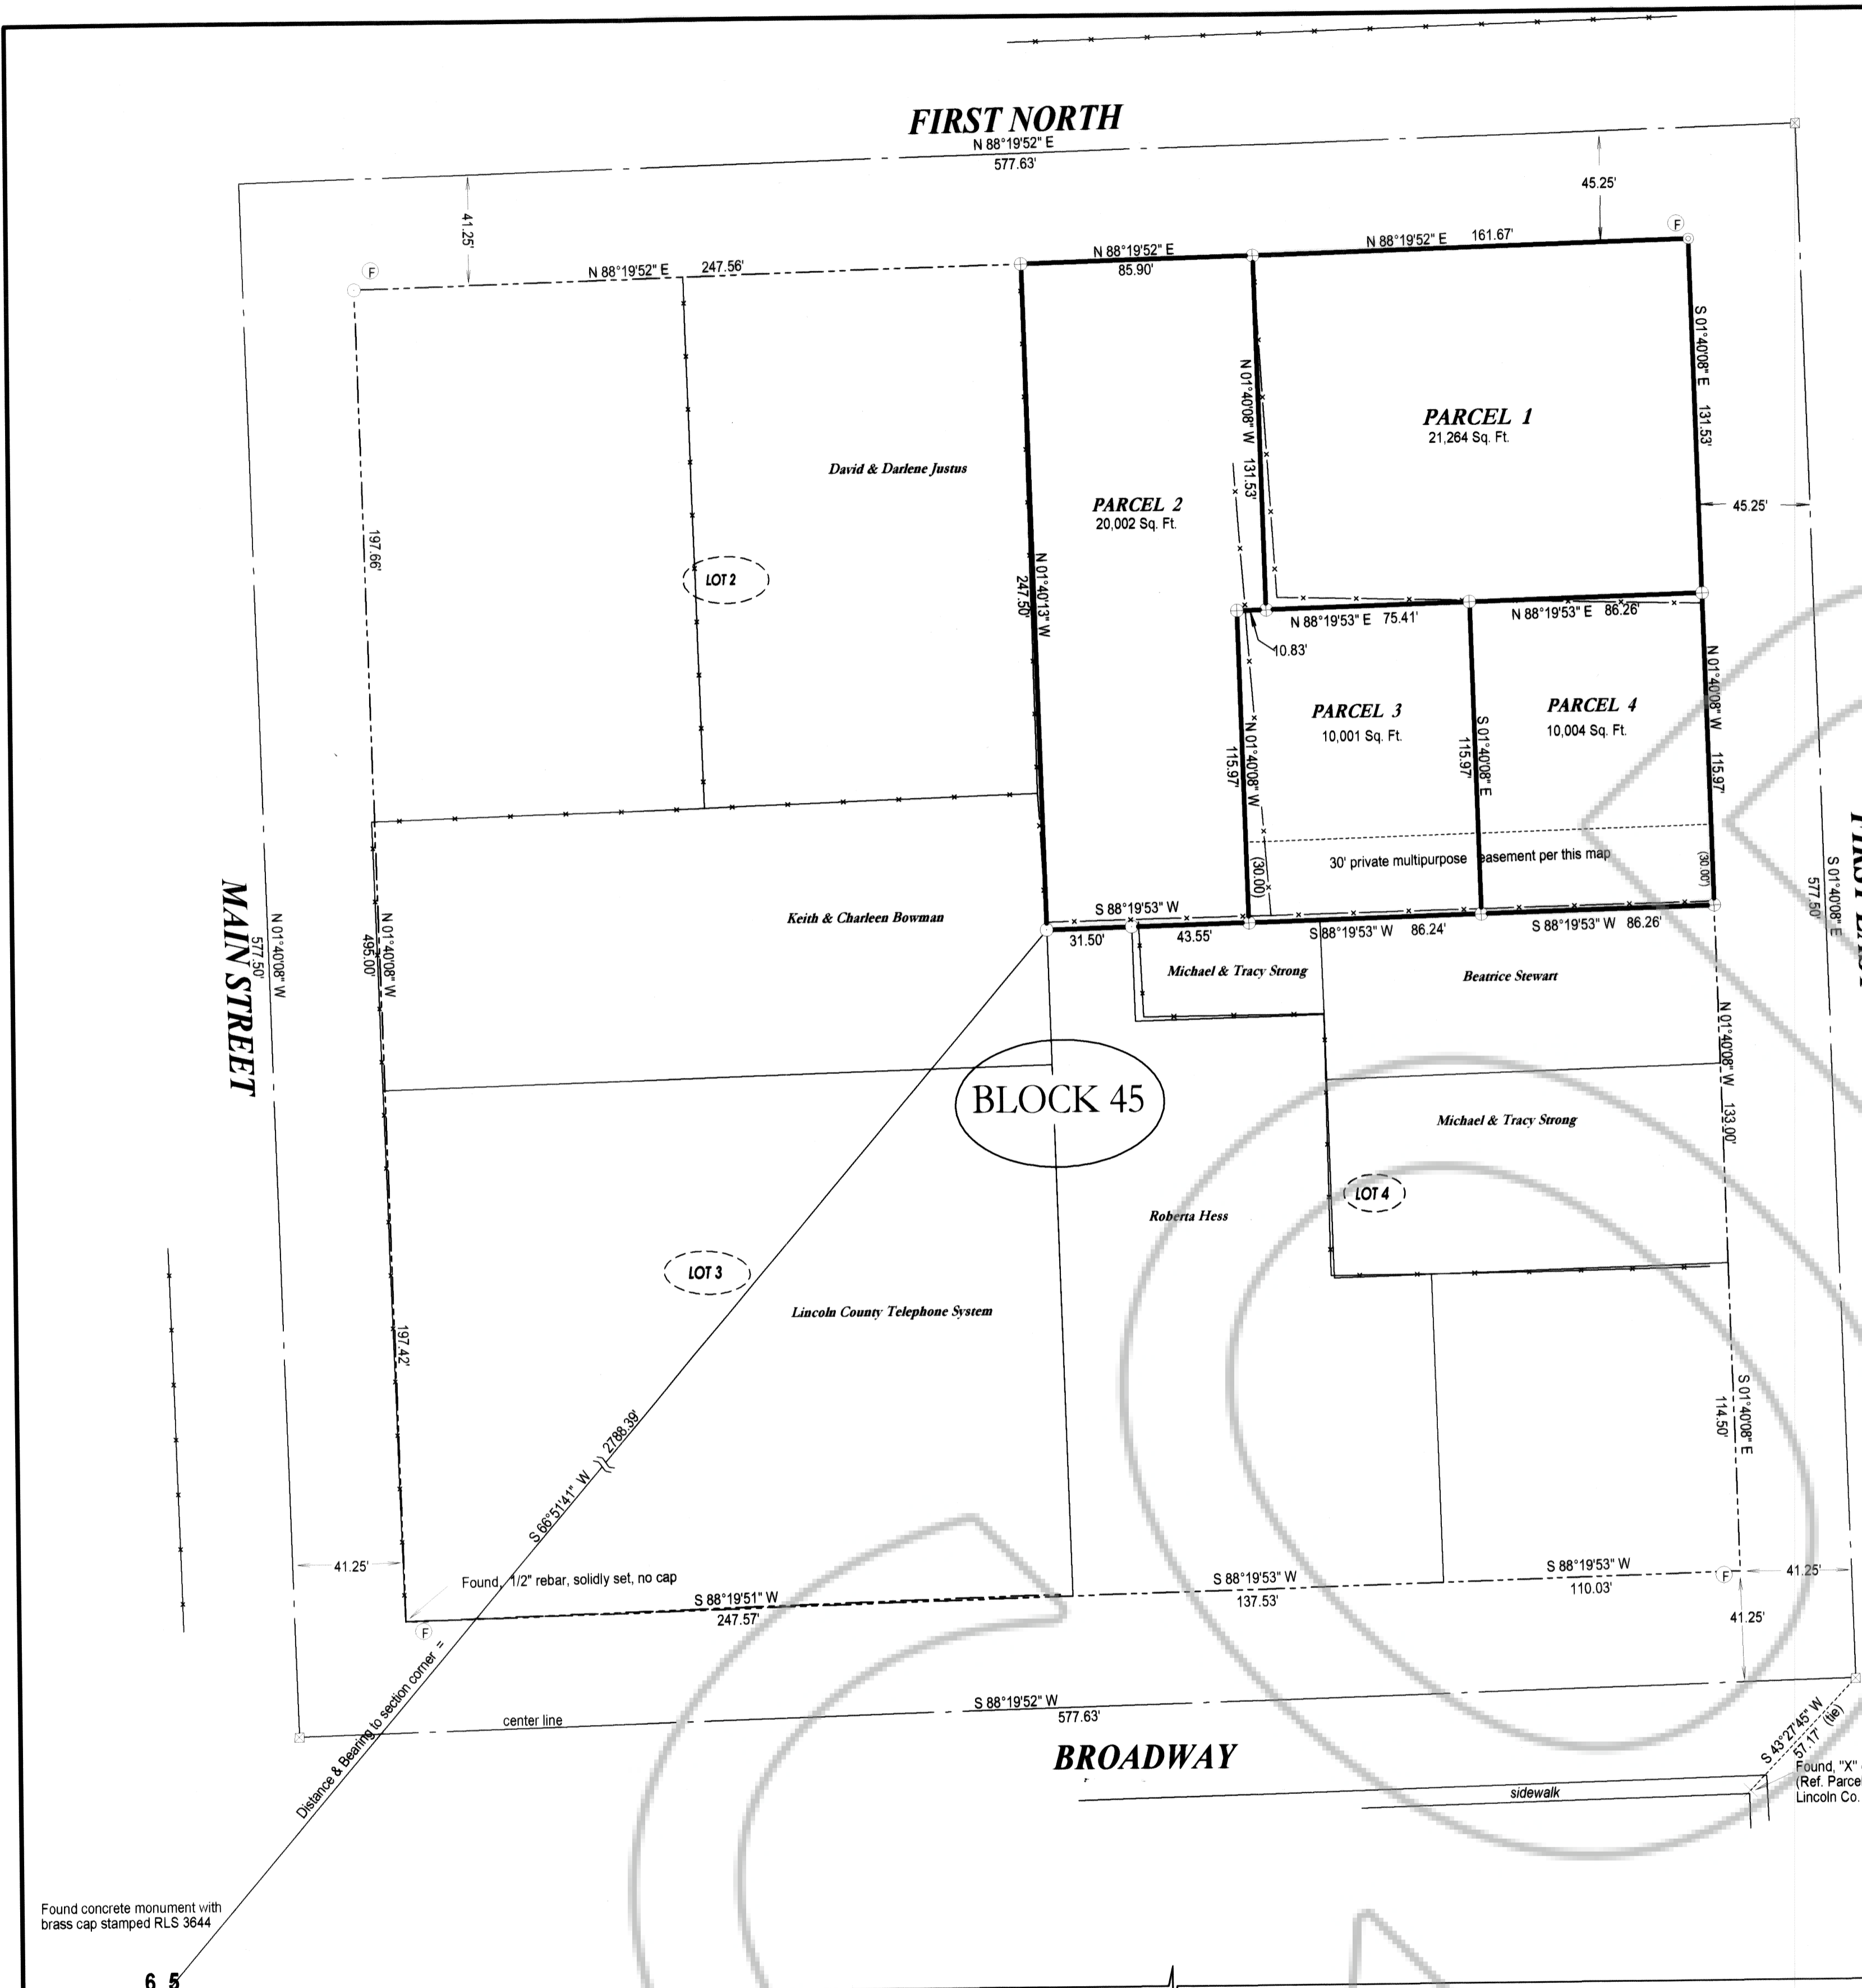 FIRST NORTH
N 88°19'52" E
577.63'
45.25'
41.25'
F
N 88°19'52" E 161.67'
N 88°19'52" E
85.90'
F
N 88°19'52" E 247.56'
S 01°40'08" E 131.53'
N 01°40'08" W 131.53'
PARCEL 1
21,264 Sq. Ft.
David & Darlene Justus
PARCEL 2
20,002 Sq. Ft.
45.25'
197.66'
LOT 2
N 01°40'13" W
247.50'
N 88°19'53" E 75.41'
N 88°19'53" E 86.26'
10.83'
PARCEL 3
10,001 Sq. Ft.
PARCEL 4
10,004 Sq. Ft.
N 01°40'08" W 115.97'
N 01°40'08" W
115.97'
S 01°40'08" E
115.97'
(30.00)
30' private multipurpose easement per this map
(30.00')
S 01°40'08" E
577.50'
MAIN STREET
N 01°40'08" W
577.50'
N 01°40'08" W
495.00'
Keith & Charleen Bowman
S 88°19'53" W
31.50'
43.55'
S 88°19'53" W 86.24'
S 88°19'53" W 86.26'
Michael & Tracy Strong
Beatrice Stewart
N 01°40'08" W 133.00'
BLOCK 45
Michael & Tracy Strong
LOT 4
Roberta Hess
LOT 3
Lincoln County Telephone System
197.42'
S 01°40'08" E
114.50'
S 66°51'41" W 2788.39'
41.25'
Found, 1/2" rebar, solidly set, no cap
S 88°19'51" W
247.57'
S 88°19'53" W
137.53'
S 88°19'53" W
110.03'
F
41.25'
41.25'
F
Distance & Bearing to section corner =
center line
S 88°19'52" W
577.63'
BROADWAY
S 43°27'45" W
57.17' (tie)
sidewalk
Found, "X"
(Ref. Parce
Lincoln Co.
Found concrete monument with
brass cap stamped RLS 3644
6 5